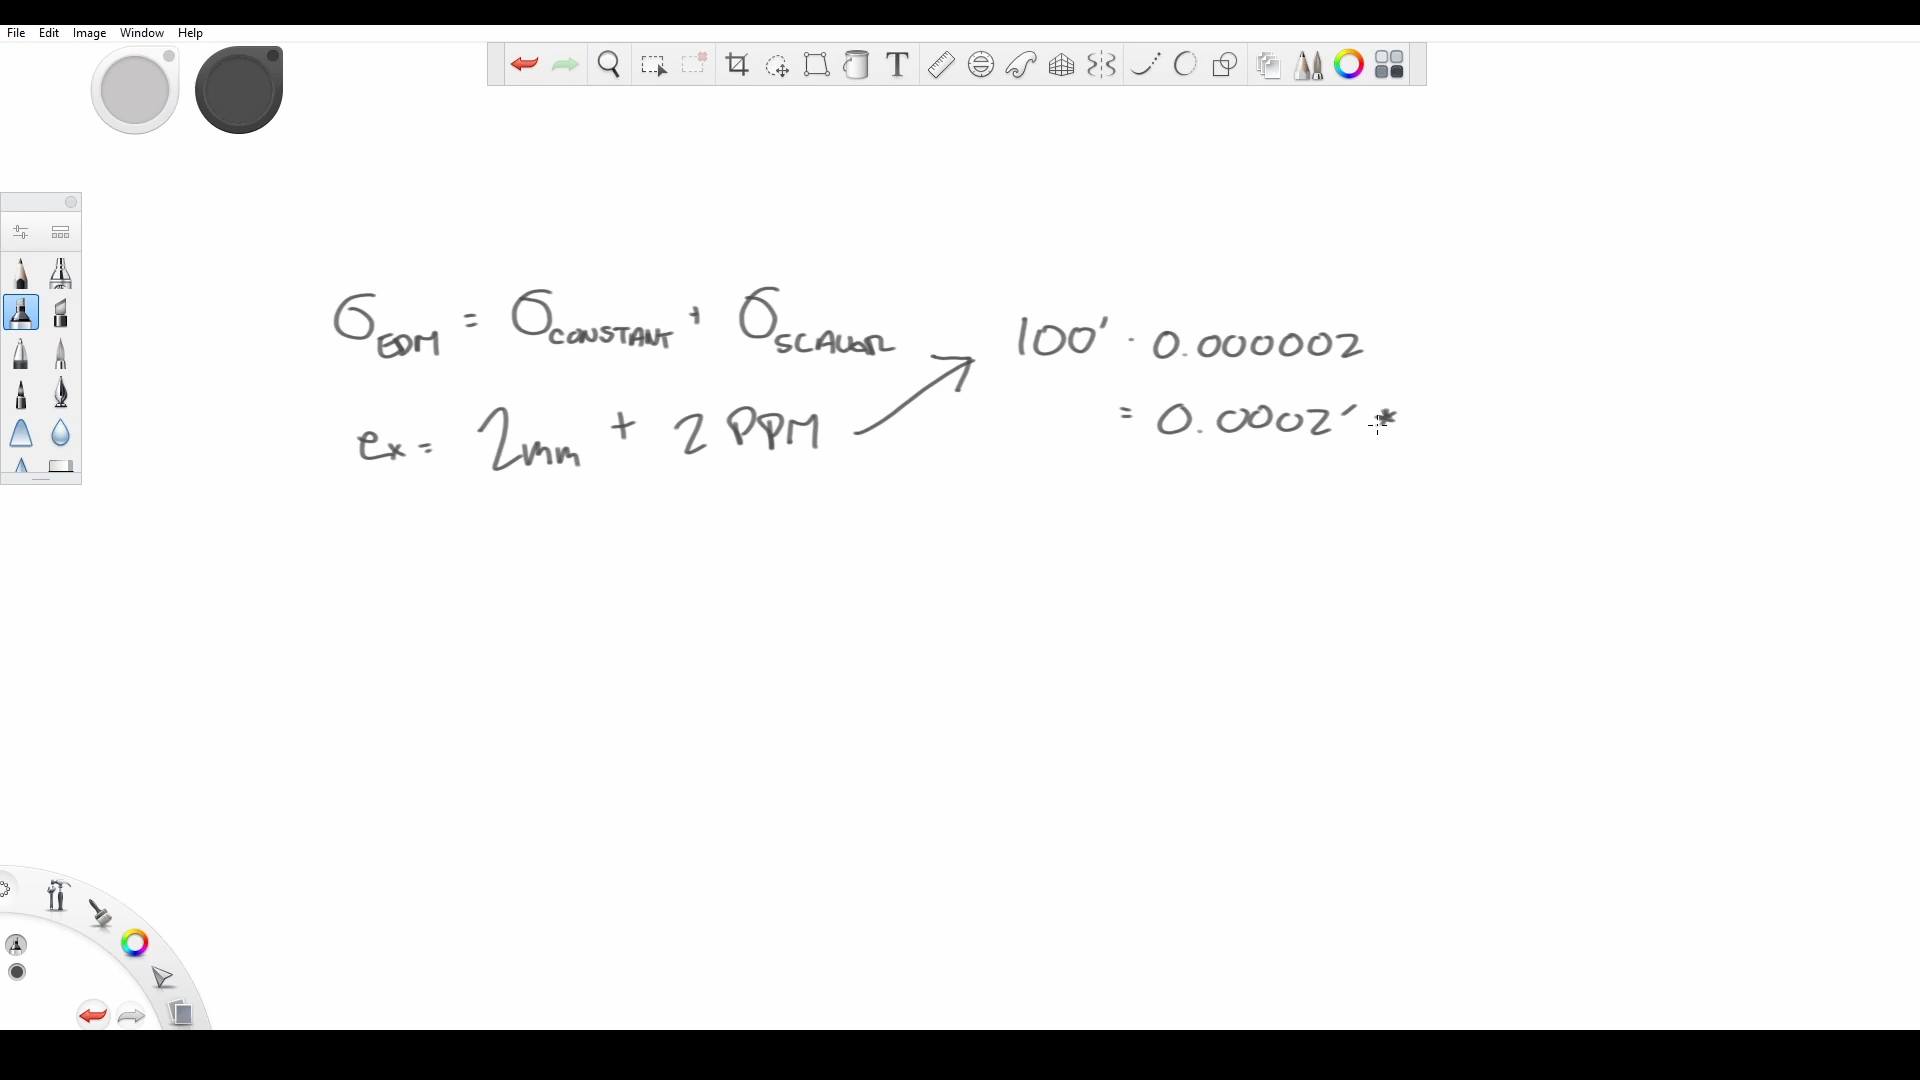 File Edit Image Window Help
σEDM = σCONSTANT + σSCALAR
100' · 0.000002
= 0.0002' *
ex = 2mm + 2 PPM